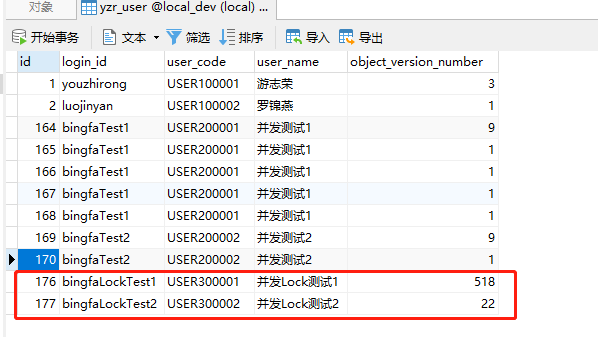 对象 yzr_user @local_dev (local) ...
开始事务 文本 筛选 排序 导入 导出
id login_id user_code user_name object_version_number
1 youzhirong USER100001 游志荣 3
2 luojinyan USER100002 罗锦燕 1
164 bingfaTest1 USER200001 并发测试1 9
165 bingfaTest1 USER200001 并发测试1 1
166 bingfaTest1 USER200001 并发测试1 1
167 bingfaTest1 USER200001 并发测试1 1
168 bingfaTest1 USER200001 并发测试1 1
169 bingfaTest2 USER200002 并发测试2 9
170 bingfaTest2 USER200002 并发测试2 1
176 bingfaLockTest1 USER300001 并发Lock测试1 518
177 bingfaLockTest2 USER300002 并发Lock测试2 22